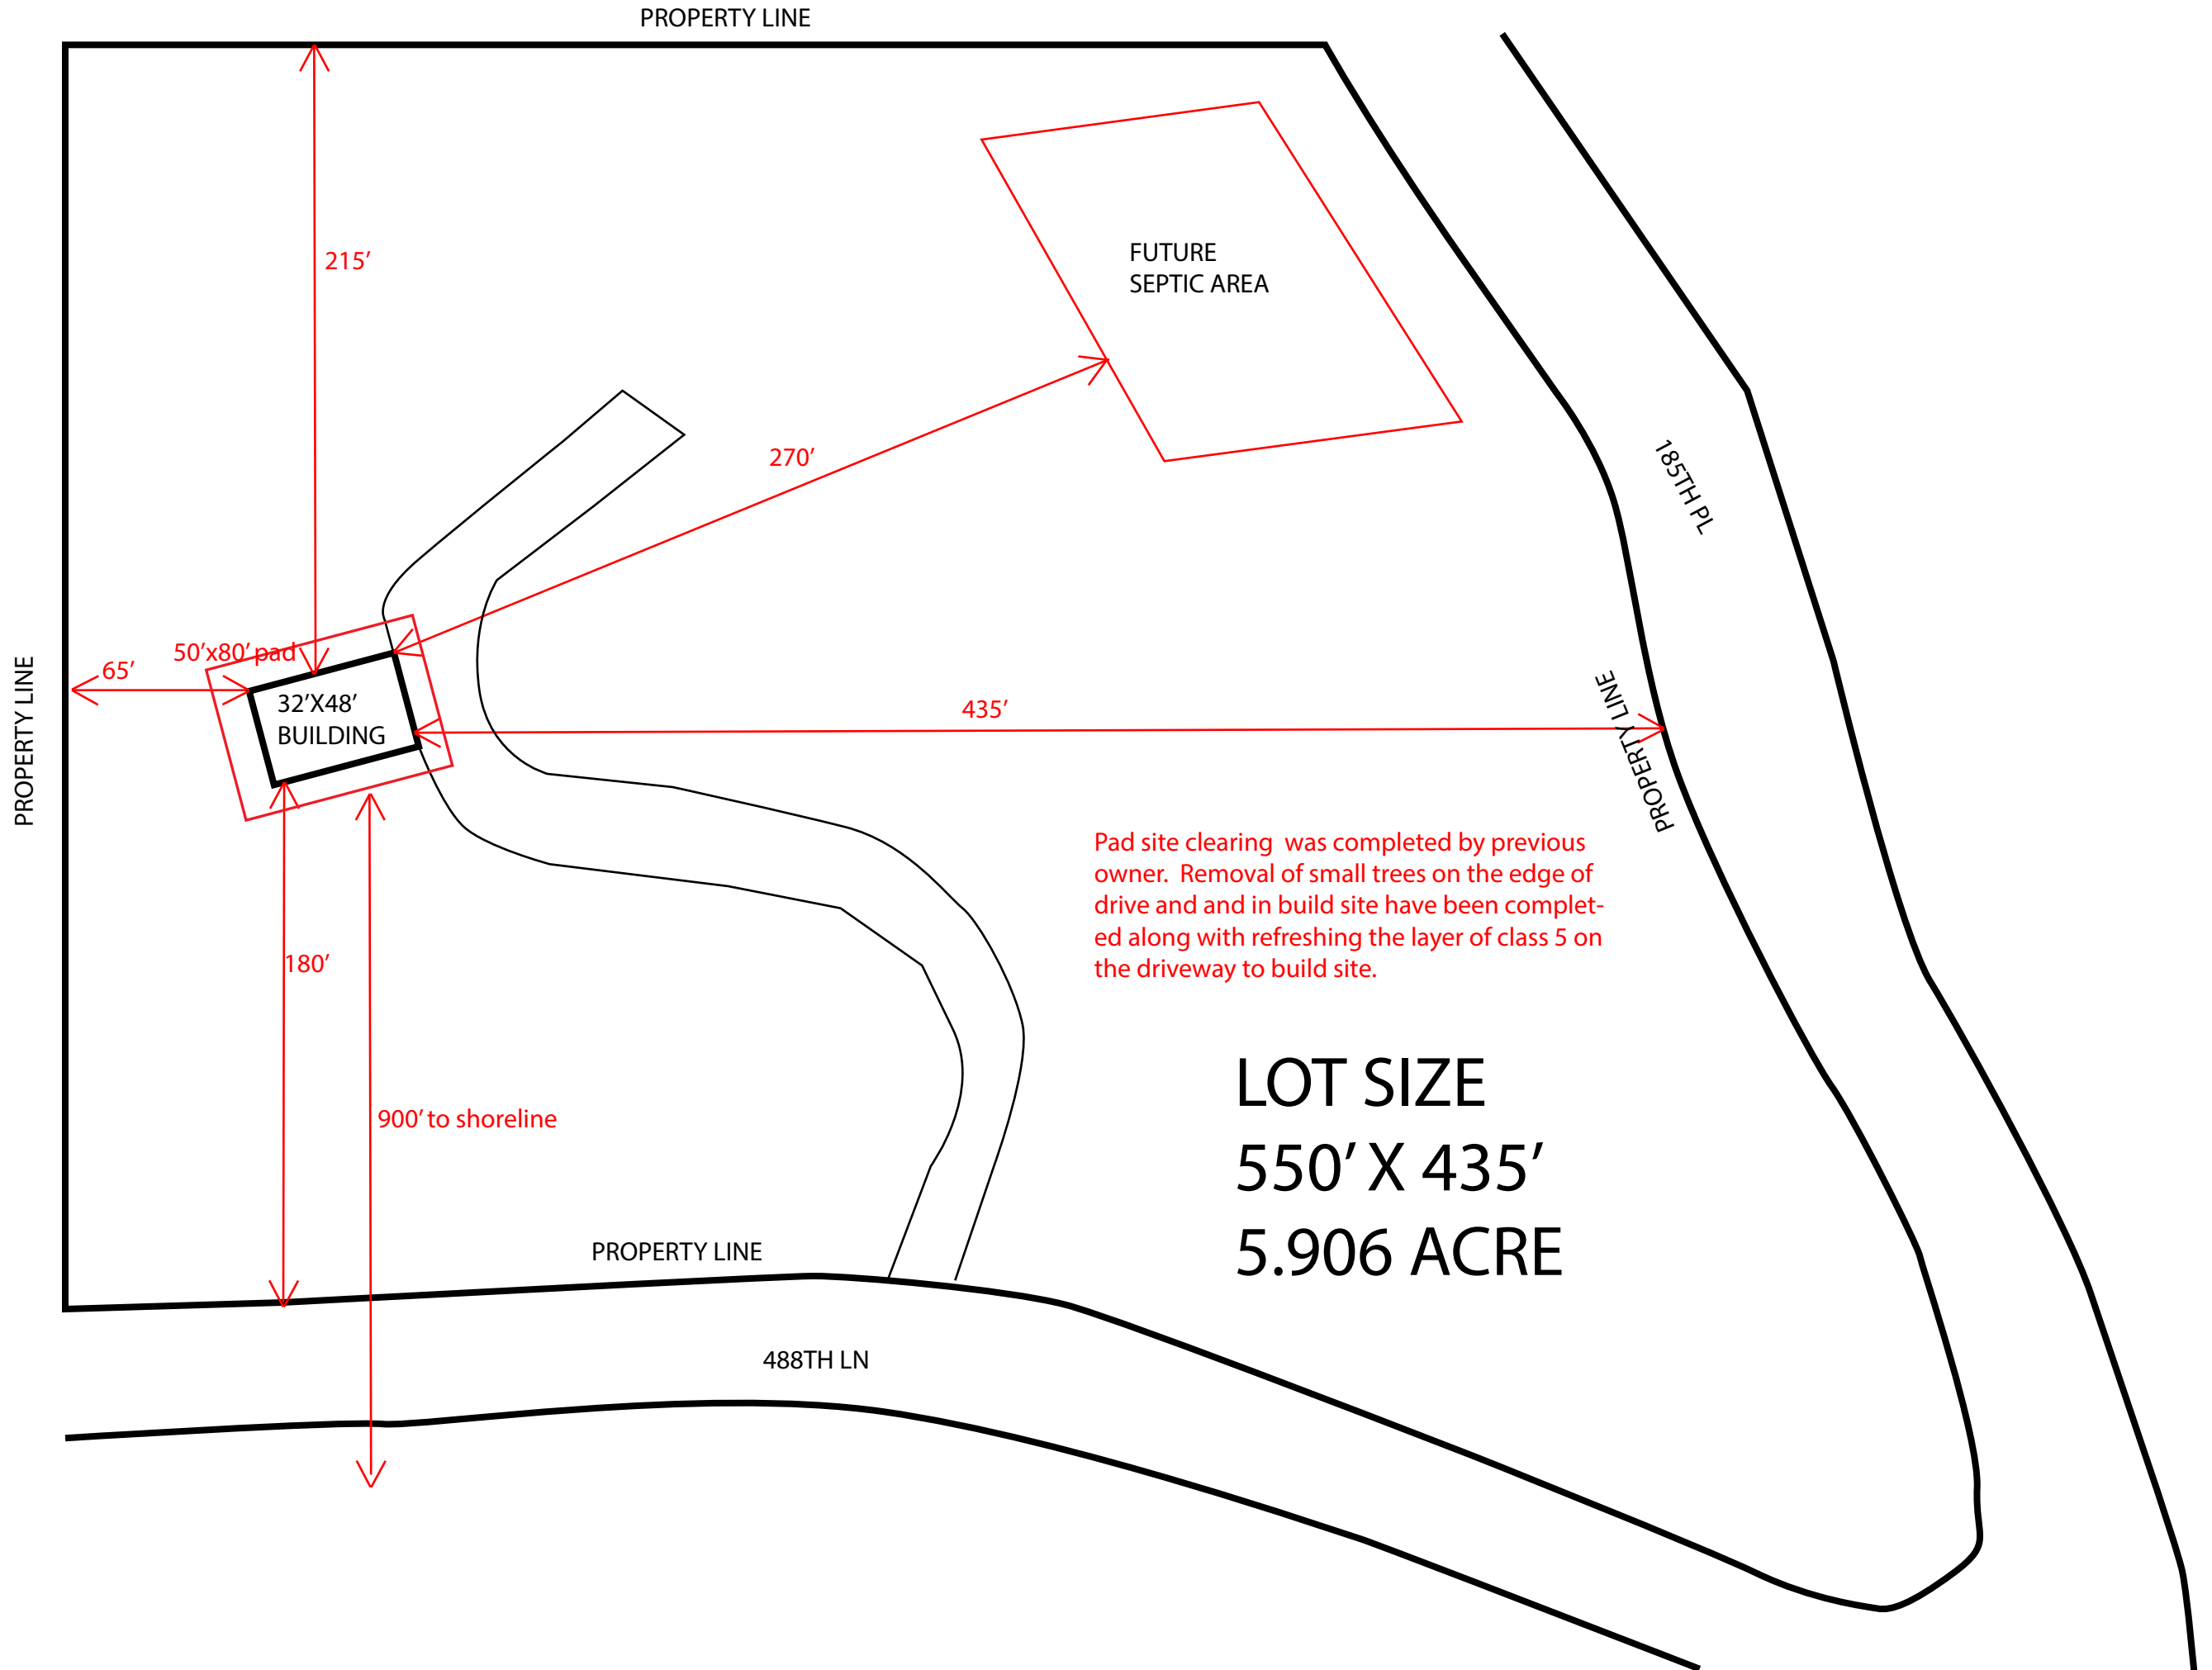 PROPERTY LINE
215’
FUTURE
SEPTIC AREA
270’
185TH PL
50’x80’ pad
65’
PROPERTY LINE
32’X48’
BUILDING
435’
PROPERTY LINE
Pad site clearing  was completed by previous
owner.  Removal of small trees on the edge of
drive and and in build site have been complet-
ed along with refreshing the layer of class 5 on
the driveway to build site.
180’
900’ to shoreline
LOT SIZE
550’ X 435’
5.906 ACRE
PROPERTY LINE
488TH LN